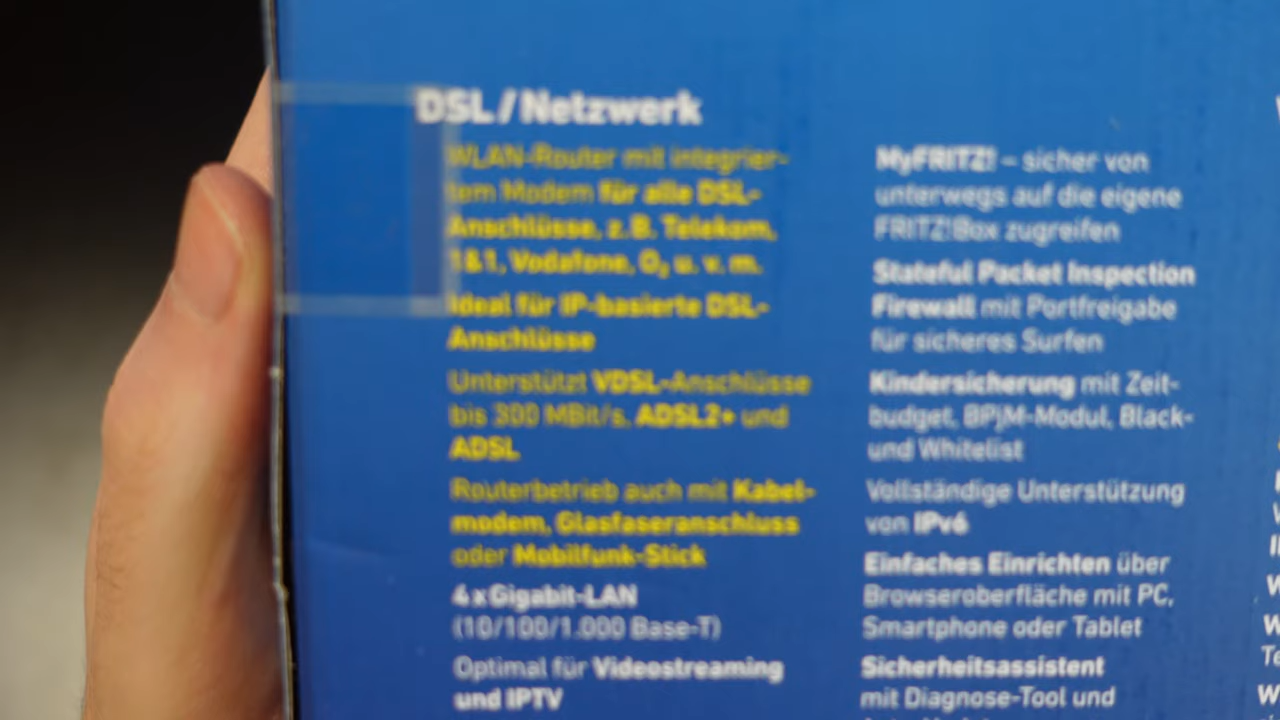 DSL / Netzwerk
WLAN-Router mit integrier-
tem Modem für alle DSL-
Anschlüsse, z. B. Telekom,
1&1, Vodafone, O₂ u. v. m.
Ideal für IP-basierte DSL-
Anschlüsse
Unterstützt VDSL-Anschlüsse
bis 300 MBit/s, ADSL2+ und
ADSL
Routerbetrieb auch mit Kabel-
modem, Glasfaseranschluss
oder Mobilfunk-Stick
4 x Gigabit-LAN
(10/100/1.000 Base-T)
Optimal für Videostreaming
und IPTV
MyFRITZ! – sicher von
unterwegs auf die eigene
FRITZ!Box zugreifen
Stateful Packet Inspection
Firewall mit Portfreigabe
für sicheres Surfen
Kindersicherung mit Zeit-
budget, BPjM-Modul, Black-
und Whitelist
Vollständige Unterstützung
von IPv6
Einfaches Einrichten über
Browseroberfläche mit PC,
Smartphone oder Tablet
Sicherheitsassistent
mit Diagnose-Tool und